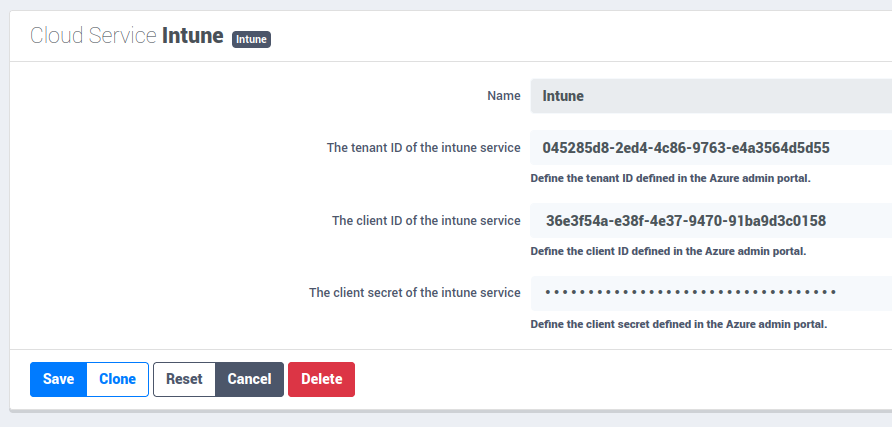 Cloud Service Intune Intune
Name Intune
The tenant ID of the intune service 045285d8-2ed4-4c86-9763-e4a3564d5d55
Define the tenant ID defined in the Azure admin portal.
The client ID of the intune service 36e3f54a-e38f-4e37-9470-91ba9d3c0158
Define the client ID defined in the Azure admin portal.
The client secret of the intune service ••••••••••••••••••••••••••••••••••
Define the client secret defined in the Azure admin portal.
Save Clone Reset Cancel Delete